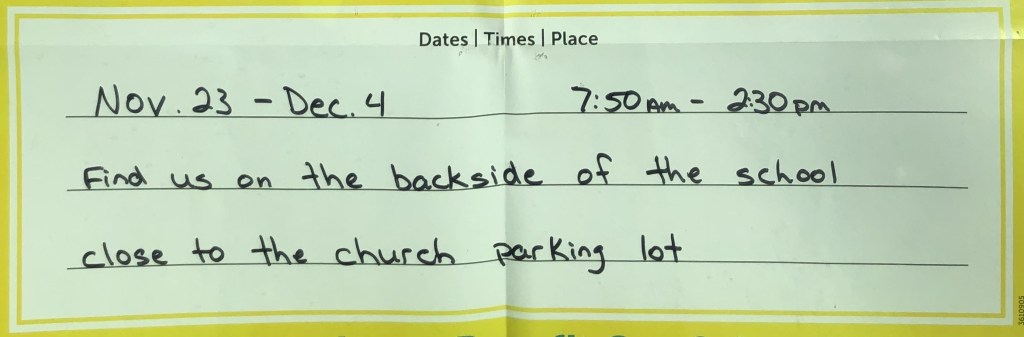 Dates | Times | Place
Nov. 23 - Dec. 4 7:50 AM - 2:30 pm
Find us on the backside of the school
close to the church parking lot
3610905